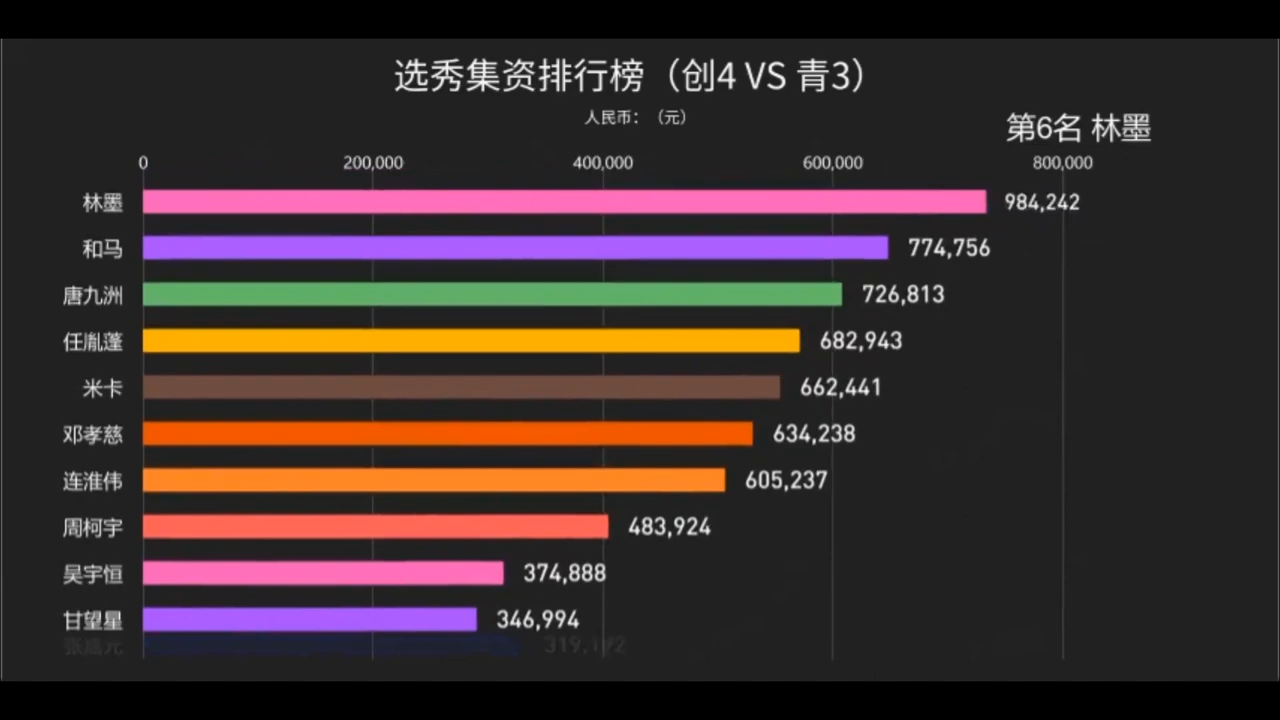 选秀集资排行榜（创4 VS 青3）
人民币：（元）
第6名 林墨
0 200,000 400,000 600,000 800,000
林墨 984,242
和马 774,756
唐九洲 726,813
任胤蓬 682,943
米卡 662,441
邓孝慈 634,238
连淮伟 605,237
周柯宇 483,924
吴宇恒 374,888
甘望星 346,994